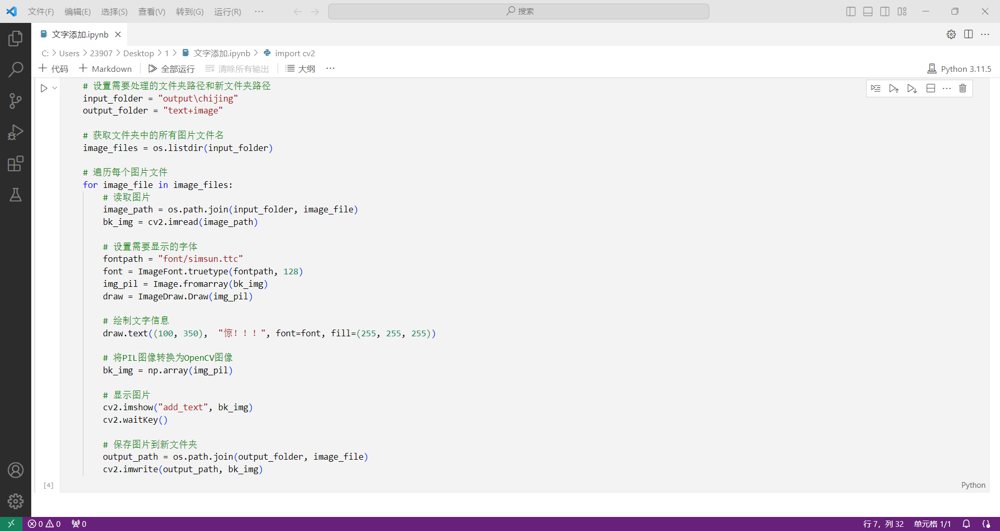 文件(F) 编辑(E) 选择(S) 查看(V) 转到(G) 运行(R) ··· 搜索
文字添加.ipynb
C: > Users > 23907 > Desktop > 1 > 文字添加.ipynb > import cv2
+ 代码 + Markdown 全部运行 清除所有输出 大纲 ··· Python 3.11.5
# 设置需要处理的文件夹路径和新文件夹路径
input_folder = "output\chijing"
output_folder = "text+image"
# 获取文件夹中的所有图片文件名
image_files = os.listdir(input_folder)
# 遍历每个图片文件
for image_file in image_files:
# 读取图片
image_path = os.path.join(input_folder, image_file)
bk_img = cv2.imread(image_path)
# 设置需要显示的字体
fontpath = "font/simsun.ttc"
font = ImageFont.truetype(fontpath, 128)
img_pil = Image.fromarray(bk_img)
draw = ImageDraw.Draw(img_pil)
# 绘制文字信息
draw.text((100, 350), "惊！！！", font=font, fill=(255, 255, 255))
# 将PIL图像转换为OpenCV图像
bk_img = np.array(img_pil)
# 显示图片
cv2.imshow("add_text", bk_img)
cv2.waitKey()
# 保存图片到新文件夹
output_path = os.path.join(output_folder, image_file)
cv2.imwrite(output_path, bk_img)
[4] Python
0 0 0 行 7，列 32 单元格 1/1